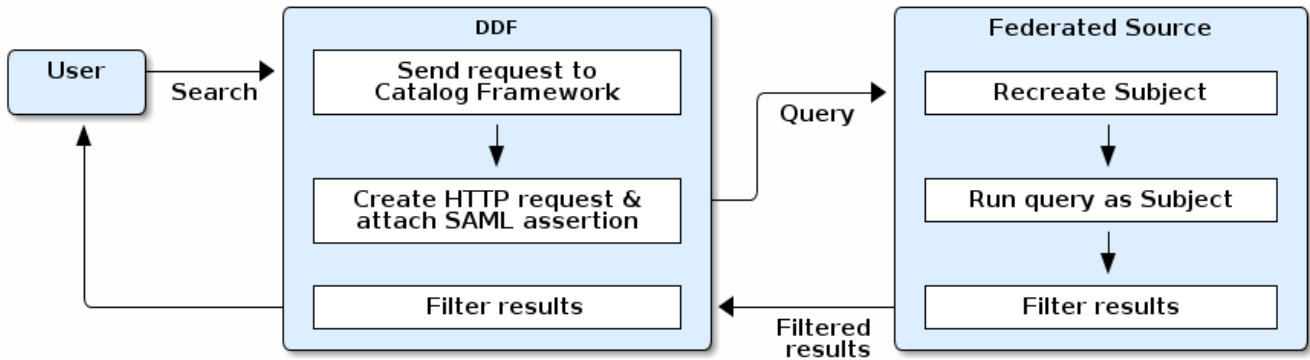 User
Search
DDF
Send request to
Catalog Framework
Create HTTP request &
attach SAML assertion
Filter results
Query
Federated Source
Recreate Subject
Run query as Subject
Filter results
Filtered
results